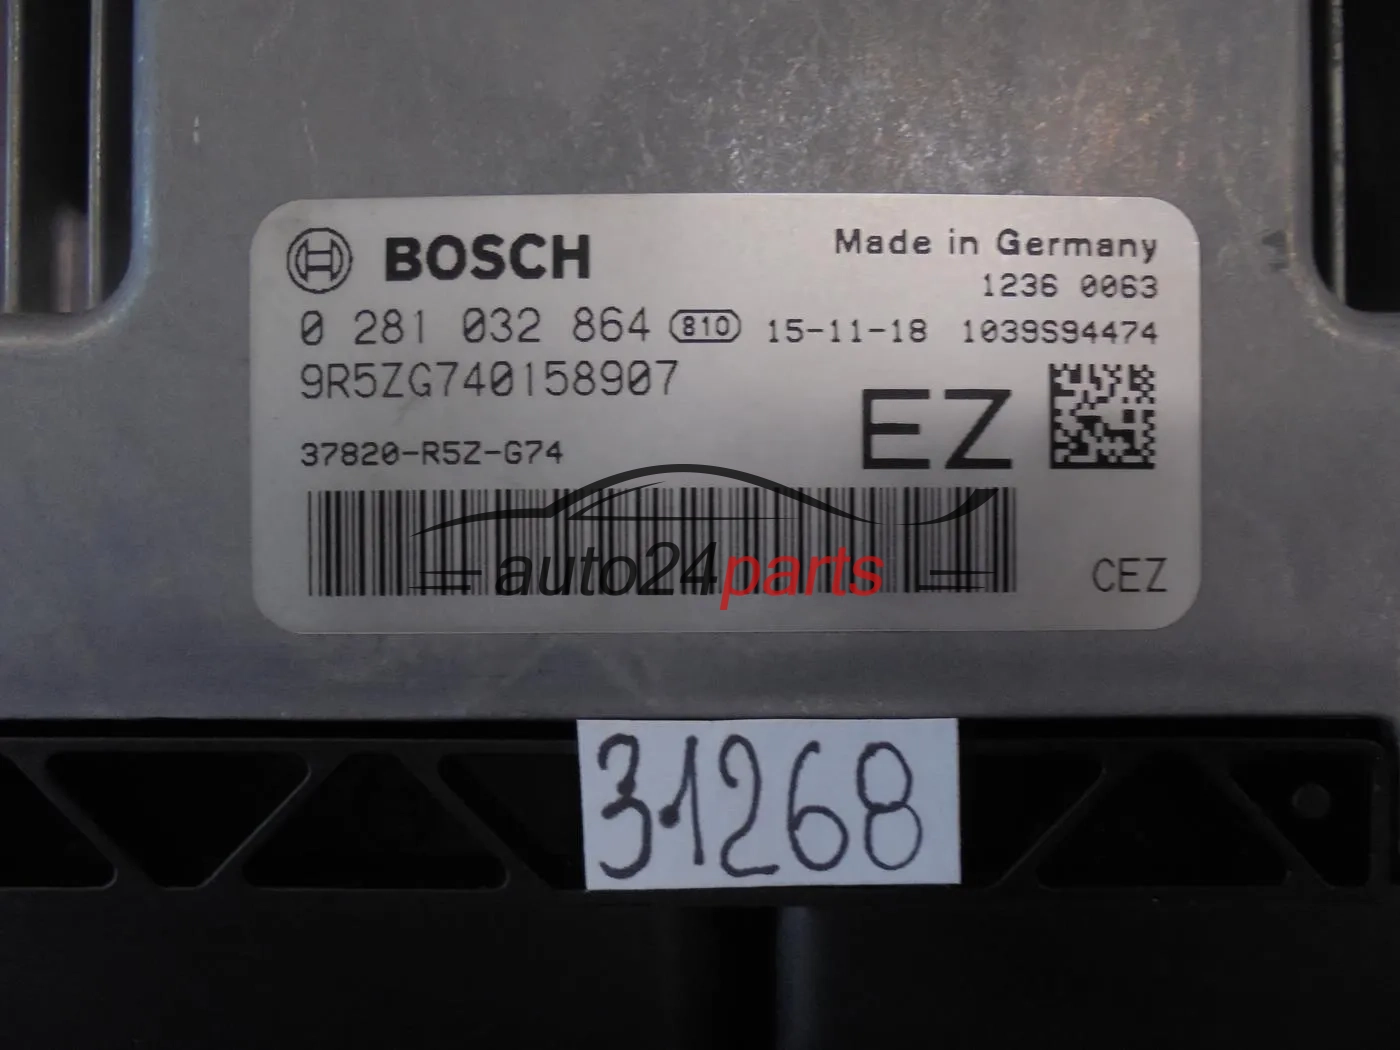 BOSCH
Made in Germany
1236 0063
0 281 032 864 810 15-11-18 1039S94474
9R5ZG740158907
EZ
37820-R5Z-G74
auto24parts
CEZ
31268